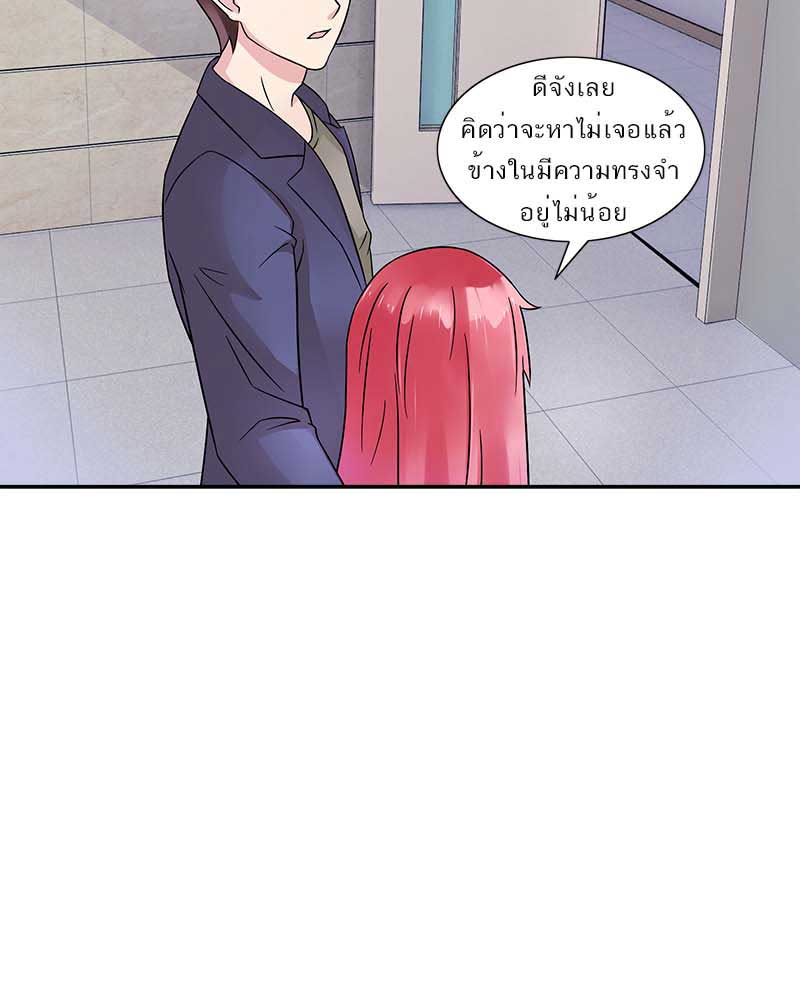 ดีจังเลย
คิดว่าจะหาไม่เจอแล้ว
ข้างในมีความทรงจำ
อยู่ไม่น้อย